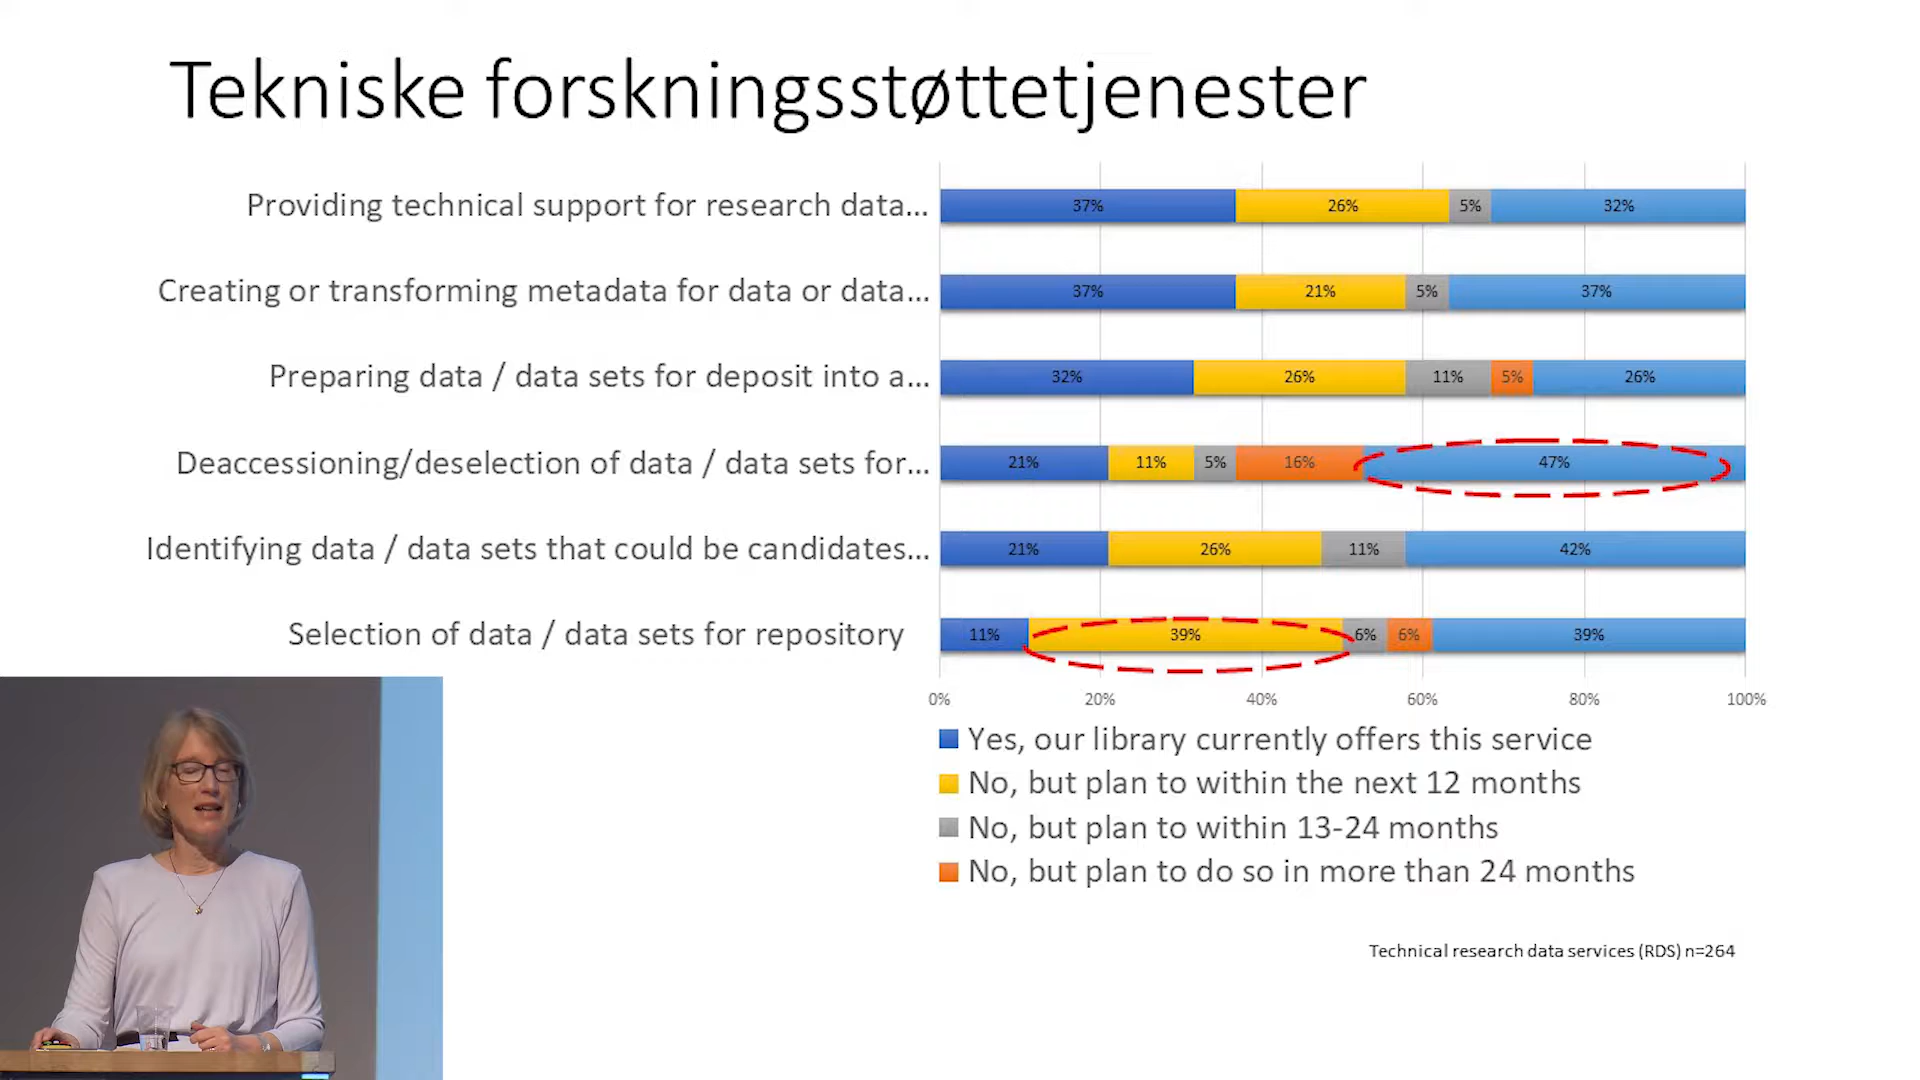 Tekniske forskningsstøttetjenester
Providing technical support for research data...
37% 26% 5% 32%
Creating or transforming metadata for data or data...
37% 21% 5% 37%
Preparing data / data sets for deposit into a...
32% 26% 11% 5% 26%
Deaccessioning/deselection of data / data sets for...
21% 11% 5% 16% 47%
Identifying data / data sets that could be candidates...
21% 26% 11% 42%
Selection of data / data sets for repository
11% 39% 6% 6% 39%
0% 20% 40% 60% 80% 100%
Yes, our library currently offers this service
No, but plan to within the next 12 months
No, but plan to within 13-24 months
No, but plan to do so in more than 24 months
Technical research data services (RDS) n=264